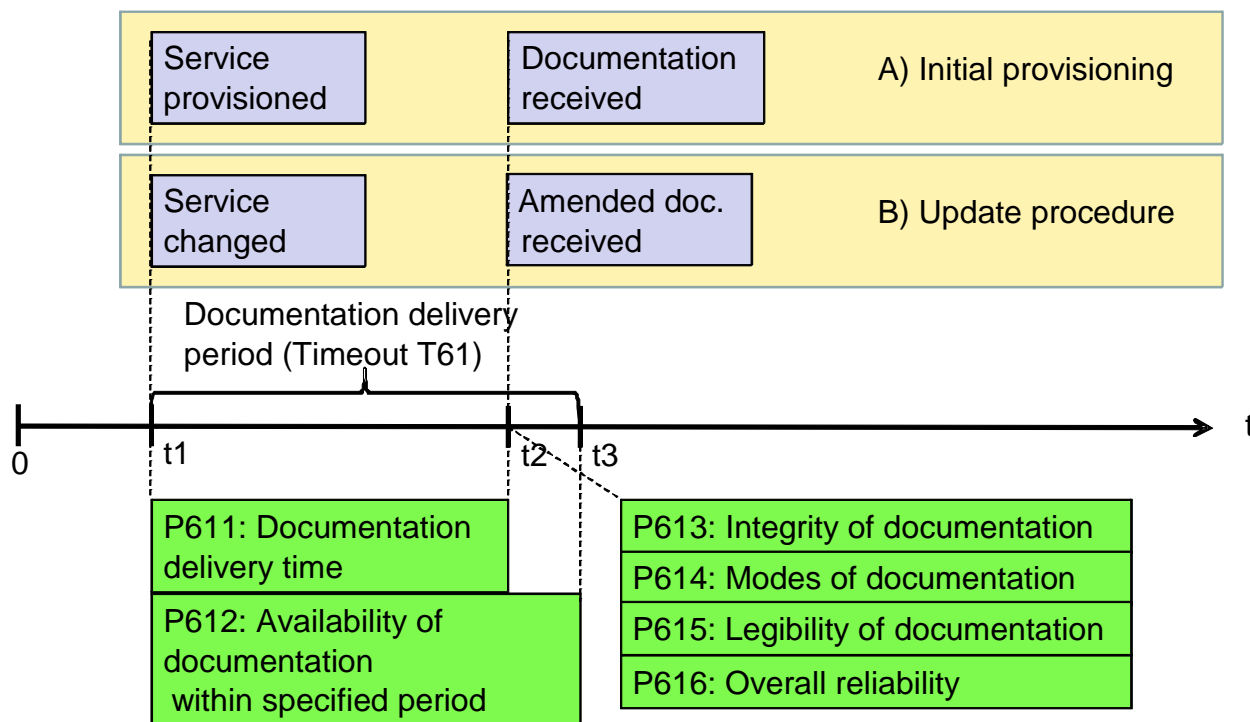 Service
provisioned
Documentation
received
A) Initial provisioning
Service
changed
Amended doc.
received
B) Update procedure
Documentation delivery
period (Timeout T61)
0
t1
t2
t3
t
P611: Documentation
delivery time
P612: Availability of
documentation
within specified period
P613: Integrity of documentation
P614: Modes of documentation
P615: Legibility of documentation
P616: Overall reliability